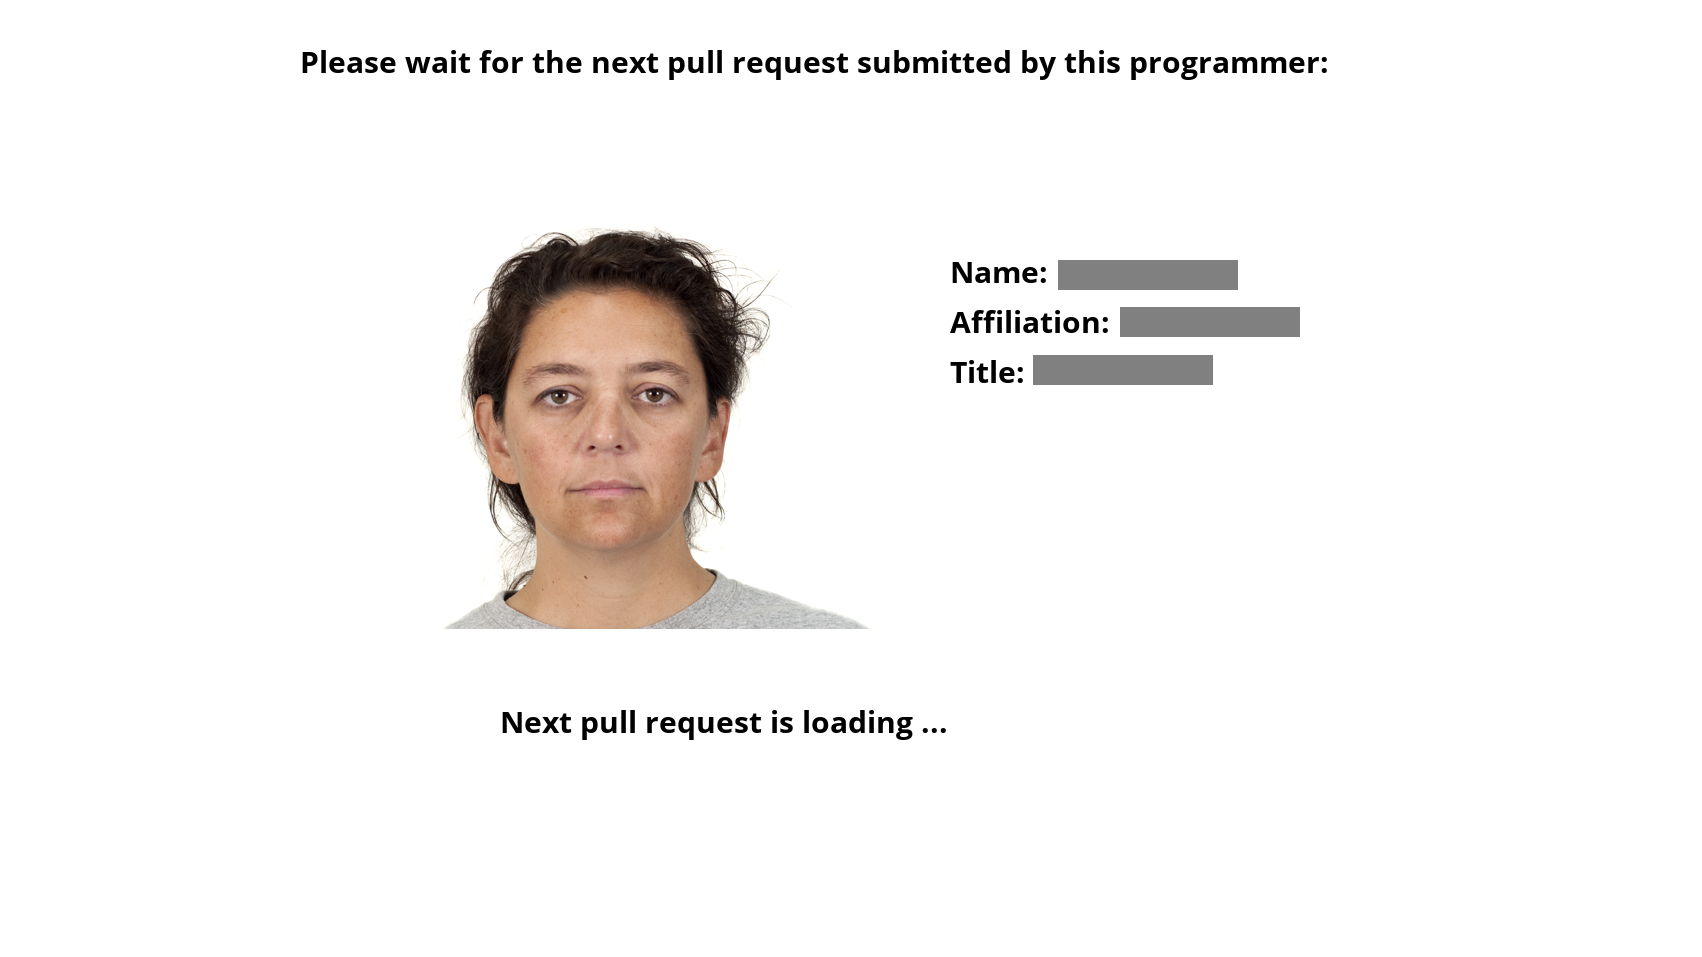 Please wait for the next pull request submitted by this programmer:
Name:
Affiliation:
Title:
Next pull request is loading ...